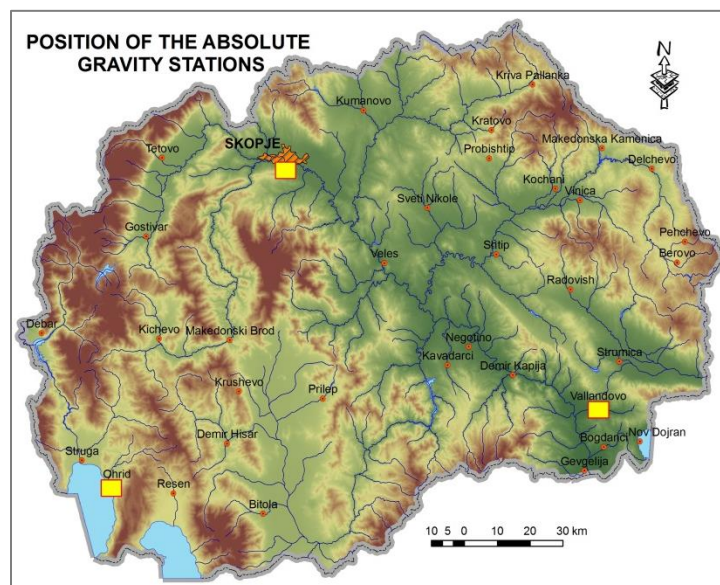 POSITION OF THE ABSOLUTE
GRAVITY STATIONS
N
Kriva Pallanka
Kumanovo
Kratovo
SKOPJE
Makedonska Kamenica
Tetovo
Probishtip
Delchevo
Kochani
Vinica
Sveti Nikole
Gostivar
Pehchevo
Shtip
Veles
Berovo
Radovish
Debar
Kichevo
Makedonski Brod
Negotino
Kavadarci
Demir Kapija
Strumica
Krushevo
Prilep
Vallandovo
Demir Hisar
Nov Dojran
Bogdanci
Struga
Gevgelija
Ohrid
Resen
Bitola
10 5 0 10 20 30 km